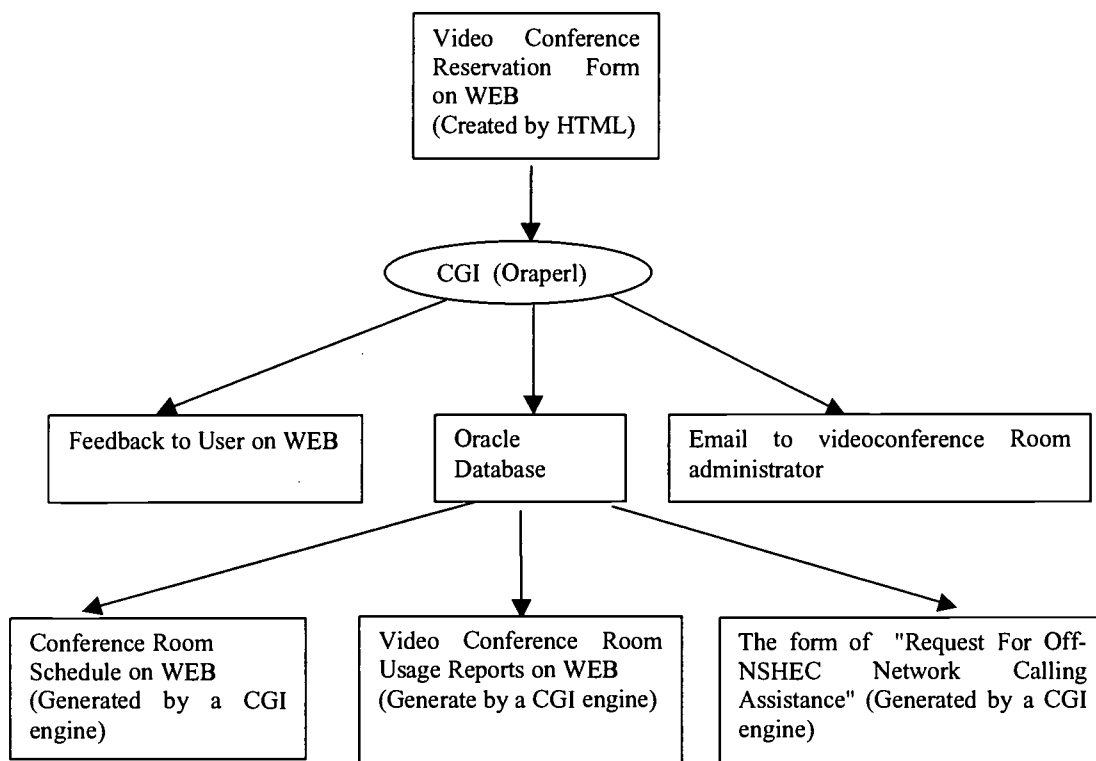 Video Conference
Reservation Form
on WEB
(Created by HTML)
CGI (Oraperl)
Feedback to User on WEB
Oracle
Database
Email to videoconference Room
administrator
Conference Room
Schedule on WEB
(Generated by a CGI
engine)
Video Conference Room
Usage Reports on WEB
(Generate by a CGI engine)
The form of "Request For Off-
NSHEC Network Calling
Assistance" (Generated by a CGI
engine)